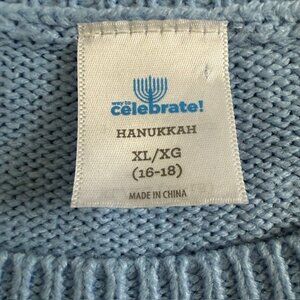 way to
celebrate!
HANUKKAH
XL/XG
(16-18)
MADE IN CHINA